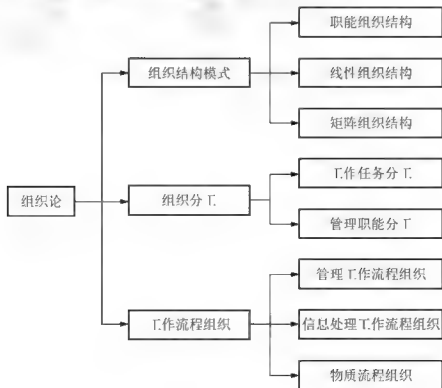 职能组织结构
组织结构模式
线性组织结构
矩阵组织结构
工作任务分工
组织论
组织分工
管理职能分工
管理工作流程组织
工作流程组织
信息处理工作流程组织
物质流程组织